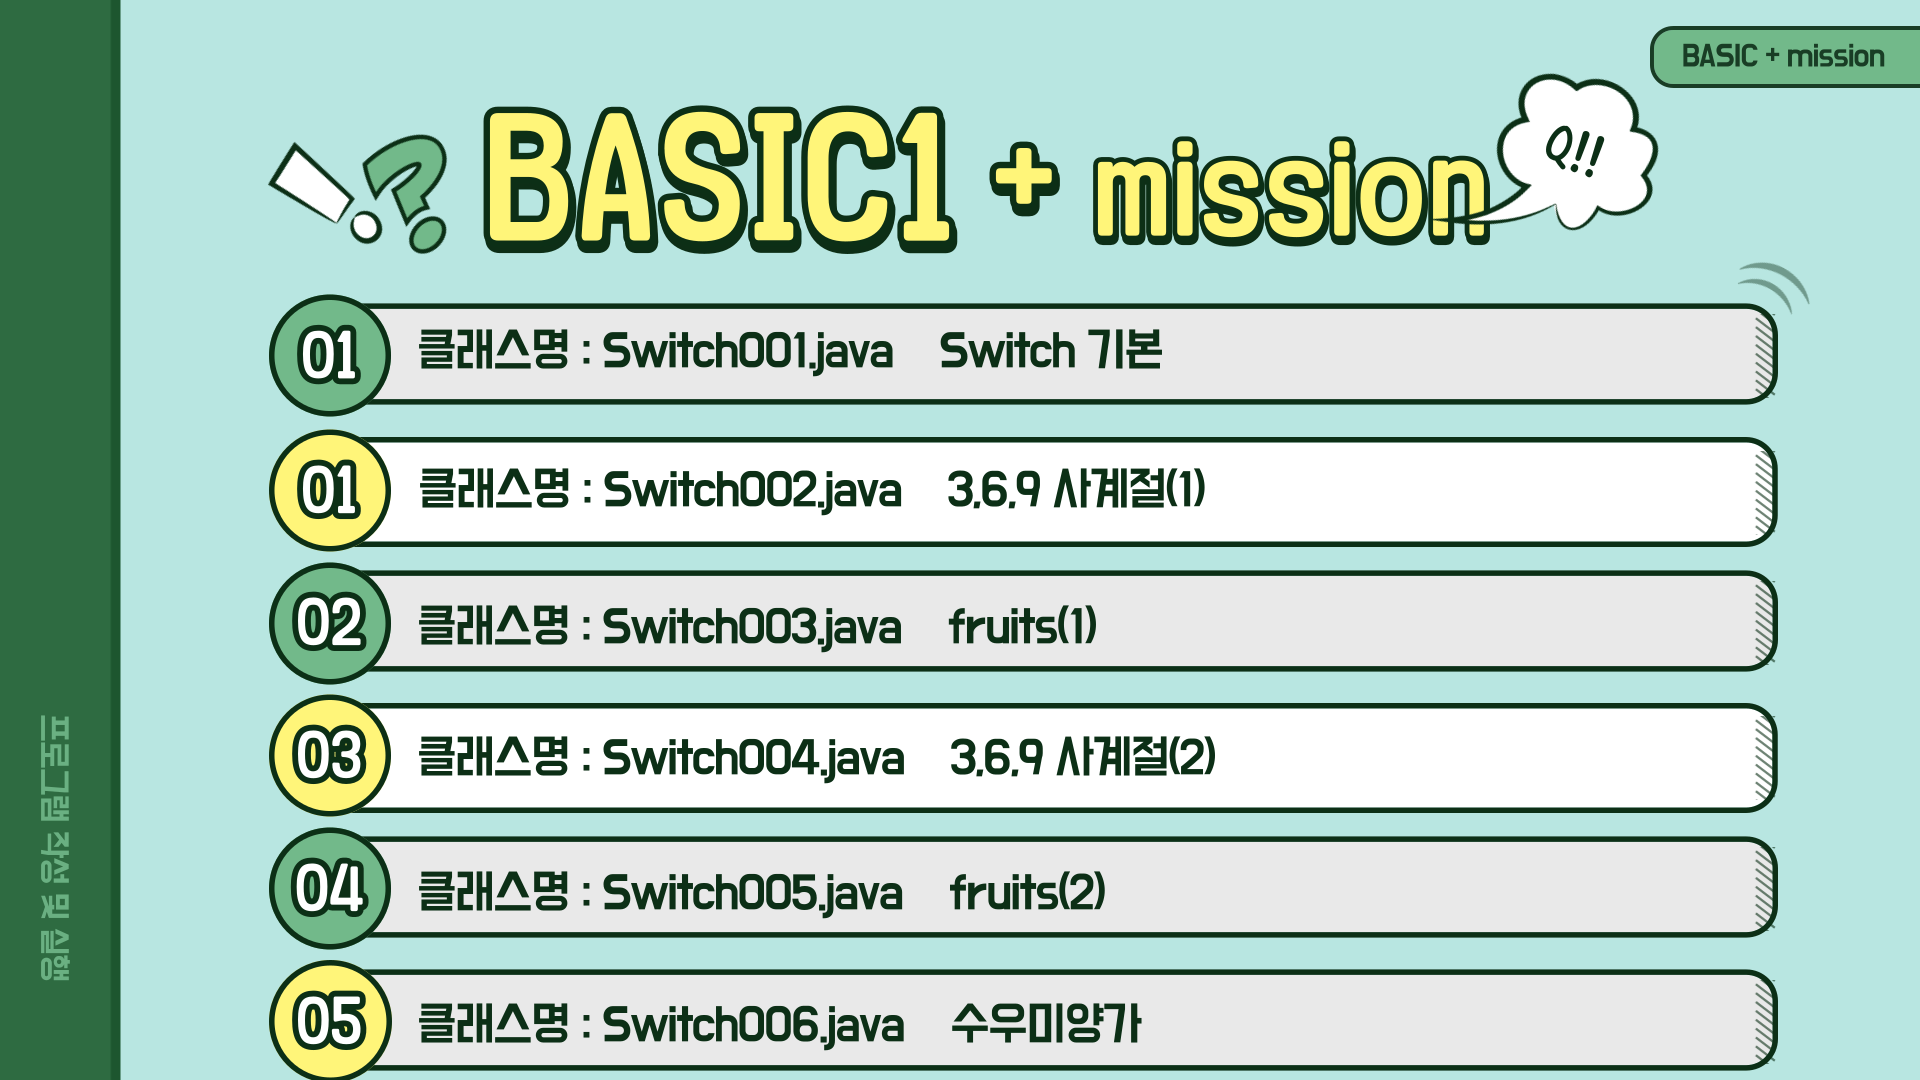 BASIC + mission
BASIC1 + mission
Q!!
01 클래스명 : Switch001.java Switch 기본
01 클래스명 : Switch002.java 3,6,9 사계절(1)
02 클래스명 : Switch003.java fruits(1)
03 클래스명 : Switch004.java 3,6,9 사계절(2)
04 클래스명 : Switch005.java fruits(2)
05 클래스명 : Switch006.java 수우미양가
프로그램 작성 및 실행